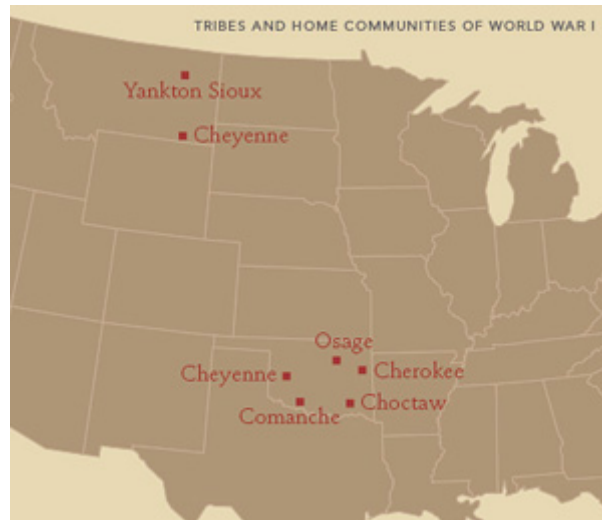 TRIBES AND HOME COMMUNITIES OF WORLD WAR I
Yankton Sioux
Cheyenne
Osage
Cheyenne
Cherokee
Comanche
Choctaw